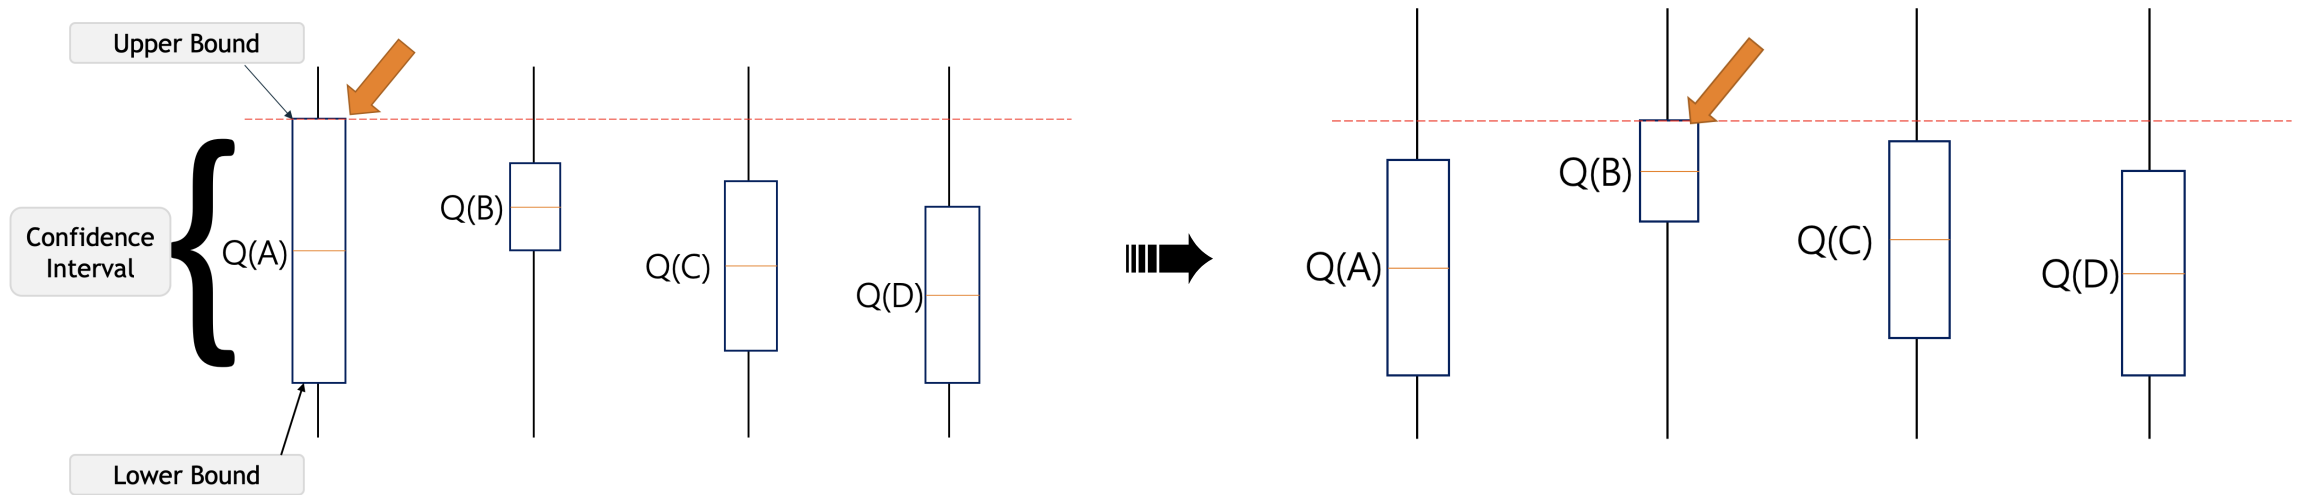 Upper Bound
Confidence
Interval
Lower Bound
Q(A)
Q(B)
Q(C)
Q(D)
Q(A)
Q(B)
Q(C)
Q(D)